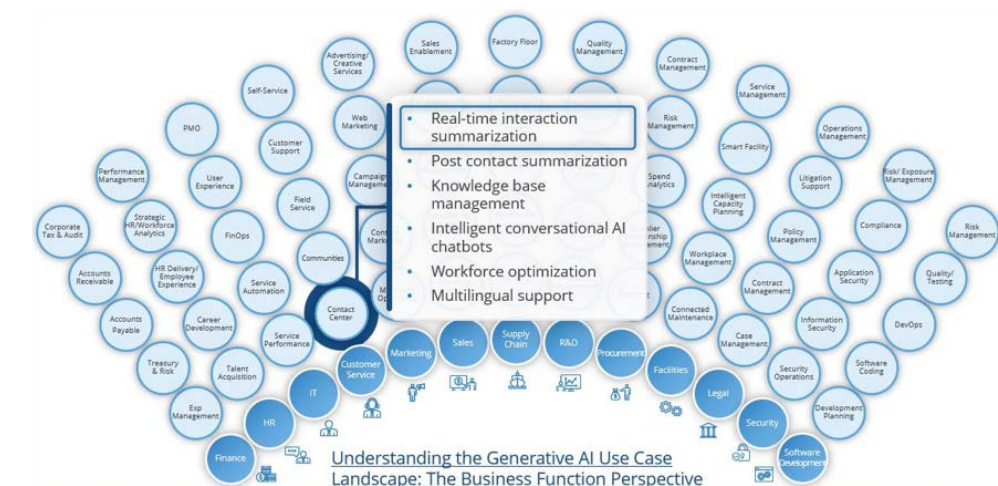 Sales
Enablement
Factory Floor
Quality
Management
Advertising/
Creative
Services
Contract
Management
Self-Service
Service
Management
Web
Marketing
Risk
Management
PMO
Operations
Management
Customer
Support
Smart Facility
Performance
Management
User
Experience
Campaign
Spend
Analytics
Litigation
Support
Risk/ Exposure
Management
Field
Service
Intelligent
Capacity
Planning
Corporate
Tax & Audit
Strategic
HR/Workforce
Analytics
FinOps
Policy
Management
Compliance
Risk
Management
Communities
Workplace
Management
Accounts
Receivable
HR Delivery/
Employee
Experience
Service
Automation
Contract
Management
Application
Security
Quality/
Testing
Contact
Center
Connected
Maintenance
Accounts
Payable
Career
Development
Service
Performance
Case
Management
Information
Security
DevOps
Treasury
& Risk
Talent
Acquisition
Security
Operations
Software
Coding
Exp
Management
Development
Planning
• Real-time interaction
summarization
• Post contact summarization
• Knowledge base
management
• Intelligent conversational AI
chatbots
• Workforce optimization
• Multilingual support
Finance
HR
IT
Customer
Service
Marketing
Sales
Supply
Chain
R&D
Procurement
Facilities
Legal
Security
Software
Development
Understanding the Generative AI Use Case
Landscape: The Business Function Perspective